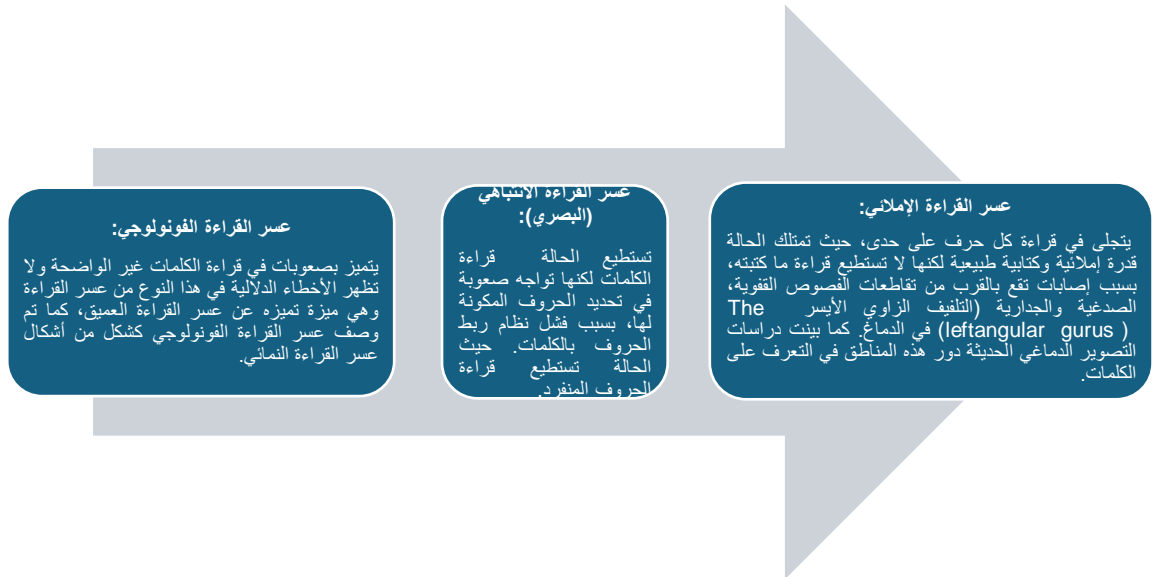 عسر القراءة الإملائي:
يتجلى في قراءة كل حرف على حدى، حيث تمتلك الحالة
قدرة إملائية وكتابية طبيعية لكنها لا تستطيع قراءة ما كتبته،
بسبب إصابات تقع بالقرب من تقاطعات الفصوص القفوية،
الصدغية والجدارية (التلفيف الزاوي الأيسر The
leftangular gurus ) في الدماغ. كما بينت دراسات
التصوير الدماغي الحديثة دور هذه المناطق في التعرف على
الكلمات.
عسر القراءة الانتباهي
(البصري):
تستطيع الحالة قراءة
الكلمات لكنها تواجه صعوبة
في تحديد الحروف المكونة
لها، بسبب فشل نظام ربط
الحروف بالكلمات. حيث
الحالة تستطيع قراءة
الحروف المنفرد.
عسر القراءة الفونولوجي:
يتميز بصعوبات في قراءة الكلمات غير الواضحة ولا
تظهر الأخطاء الدلالية في هذا النوع من عسر القراءة
وهي ميزة تميزه عن عسر القراءة العميق، كما تم
وصف عسر القراءة الفونولوجي كشكل من أشكال
عسر القراءة النمائي.